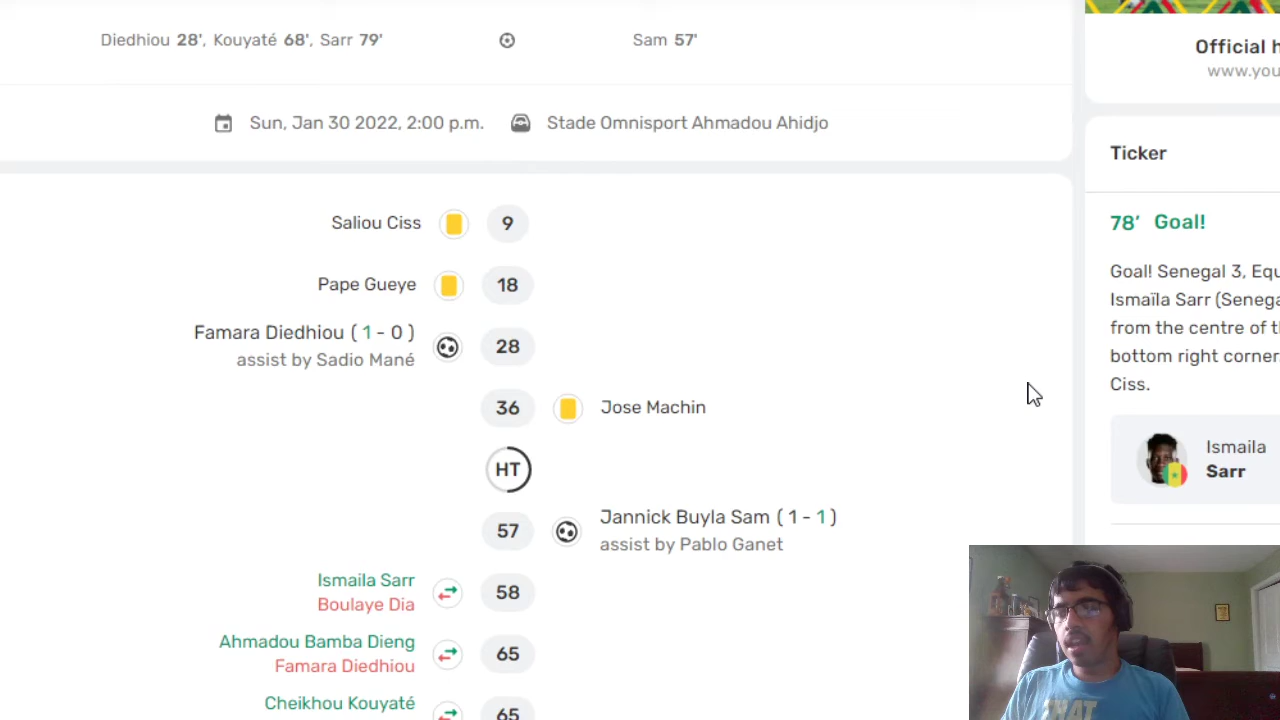 Diedhiou 28', Kouyaté 68', Sarr 79'
Sam 57'
Sun, Jan 30 2022, 2:00 p.m.
Stade Omnisport Ahmadou Ahidjo
Saliou Ciss
9
Pape Gueye
18
Famara Diedhiou ( 1 - 0 )
assist by Sadio Mané
28
36
Jose Machin
HT
57
Jannick Buyla Sam ( 1 - 1 )
assist by Pablo Ganet
Ismaila Sarr
Boulaye Dia
58
Ahmadou Bamba Dieng
Famara Diedhiou
65
Cheikhou Kouyaté
65
Official h
www.you
Ticker
78' Goal!
Goal! Senegal 3, Equ
Ismaïla Sarr (Senega
from the centre of t
bottom right corner.
Ciss.
Ismaila
Sarr
THAT